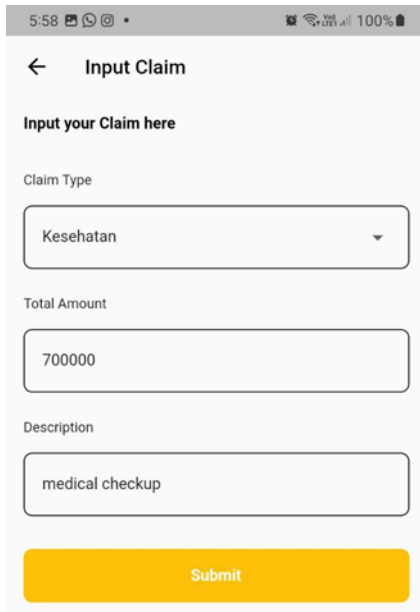 5:58
100%
Input Claim
Input your Claim here
Claim Type
Kesehatan
Total Amount
700000
Description
medical checkup
Submit